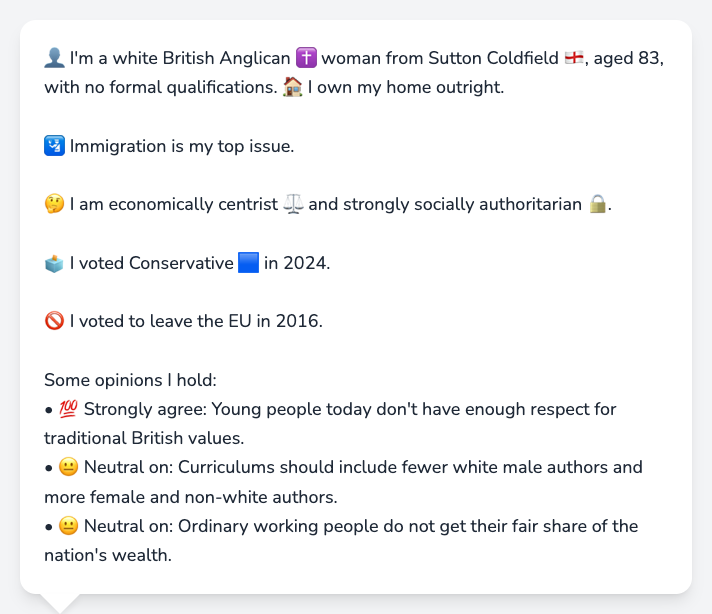 👤 I'm a white British Anglican ✝️ woman from Sutton Coldfield 🏴󠁧󠁢󠁥󠁮󠁧󠁿, aged 83,
with no formal qualifications. 🏠 I own my home outright.
🛂 Immigration is my top issue.
🤔 I am economically centrist ⚖️ and strongly socially authoritarian 🔒.
🗳️ I voted Conservative 🟦 in 2024.
🚫 I voted to leave the EU in 2016.
Some opinions I hold:
• 💯 Strongly agree: Young people today don't have enough respect for
traditional British values.
• 😐 Neutral on: Curriculums should include fewer white male authors and
more female and non-white authors.
• 😐 Neutral on: Ordinary working people do not get their fair share of the
nation's wealth.